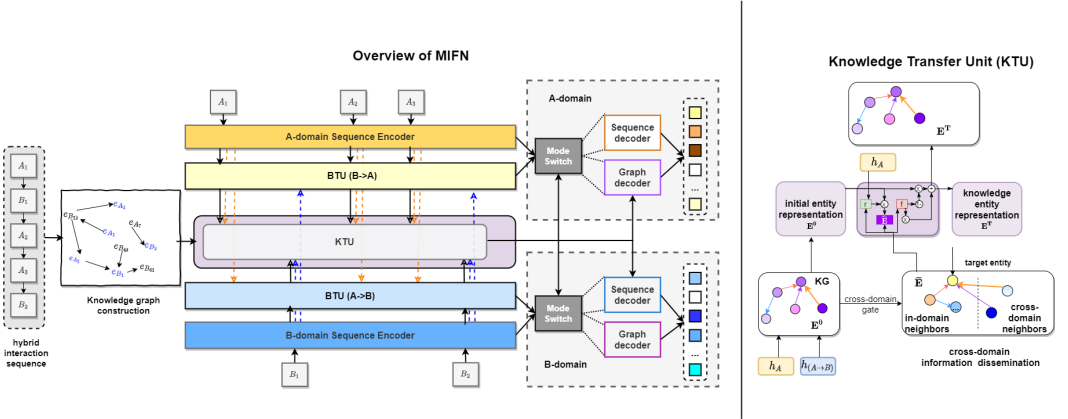 Overview of MIFN
A₁
A₂
A₃
A-domain Sequence Encoder
BTU (B->A)
KTU
BTU (A->B)
B-domain Sequence Encoder
B₁
B₂
A₁
B₁
A₂
A₃
B₂
hybrid
interaction
sequence
Knowledge graph
construction
A-domain
Mode
Switch
Sequence
decoder
Graph
decoder
...
Mode
Switch
Sequence
decoder
Graph
decoder
...
B-domain
Knowledge Transfer Unit (KTU)
E^T
h_A
initial entity
representation
E⁰
knowledge
entity
representation
E^T
target entity
KG
E⁰
cross-domain
gate
Ē
in-domain
neighbors
...
cross-
domain
neighbors
h_A
h_(A→B)
cross-domain
information dissemination